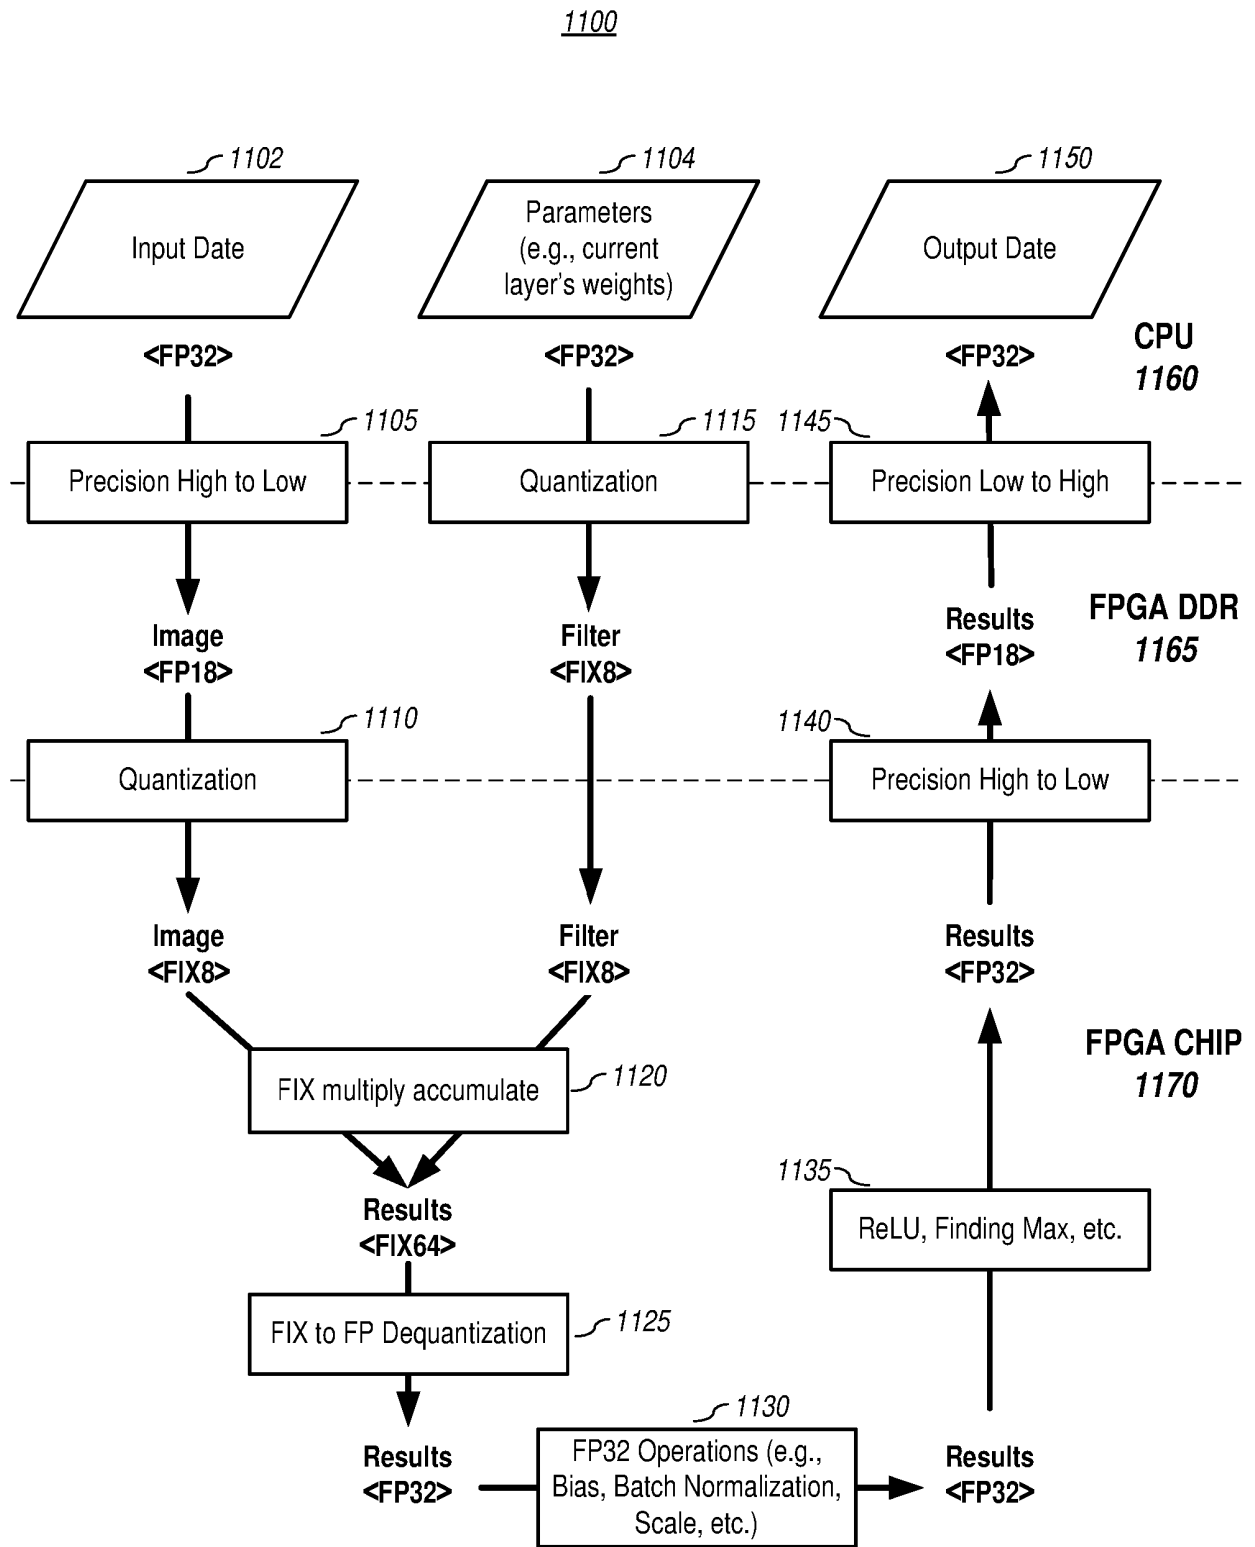 1100
1102
1104
1150
Input Date
Parameters
(e.g., current
layer's weights)
Output Date
<FP32>
<FP32>
<FP32>
CPU
1160
1105
1115
1145
Precision High to Low
Quantization
Precision Low to High
Image
<FP18>
Filter
<FIX8>
Results
<FP18>
FPGA DDR
1165
1110
1140
Quantization
Precision High to Low
Image
<FIX8>
Filter
<FIX8>
Results
<FP32>
FPGA CHIP
1170
FIX multiply accumulate
1120
Results
<FIX64>
1135
ReLU, Finding Max, etc.
FIX to FP Dequantization
1125
1130
Results
<FP32>
FP32 Operations (e.g.,
Bias, Batch Normalization,
Scale, etc.)
Results
<FP32>